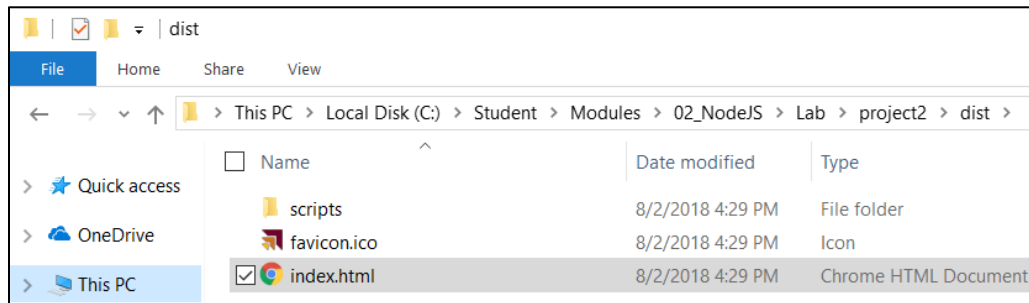 dist
File Home Share View
This PC > Local Disk (C:) > Student > Modules > 02_NodeJS > Lab > project2 > dist >
Name Date modified Type
Quick access
scripts 8/2/2018 4:29 PM File folder
OneDrive
favicon.ico 8/2/2018 4:29 PM Icon
This PC
index.html 8/2/2018 4:29 PM Chrome HTML Document